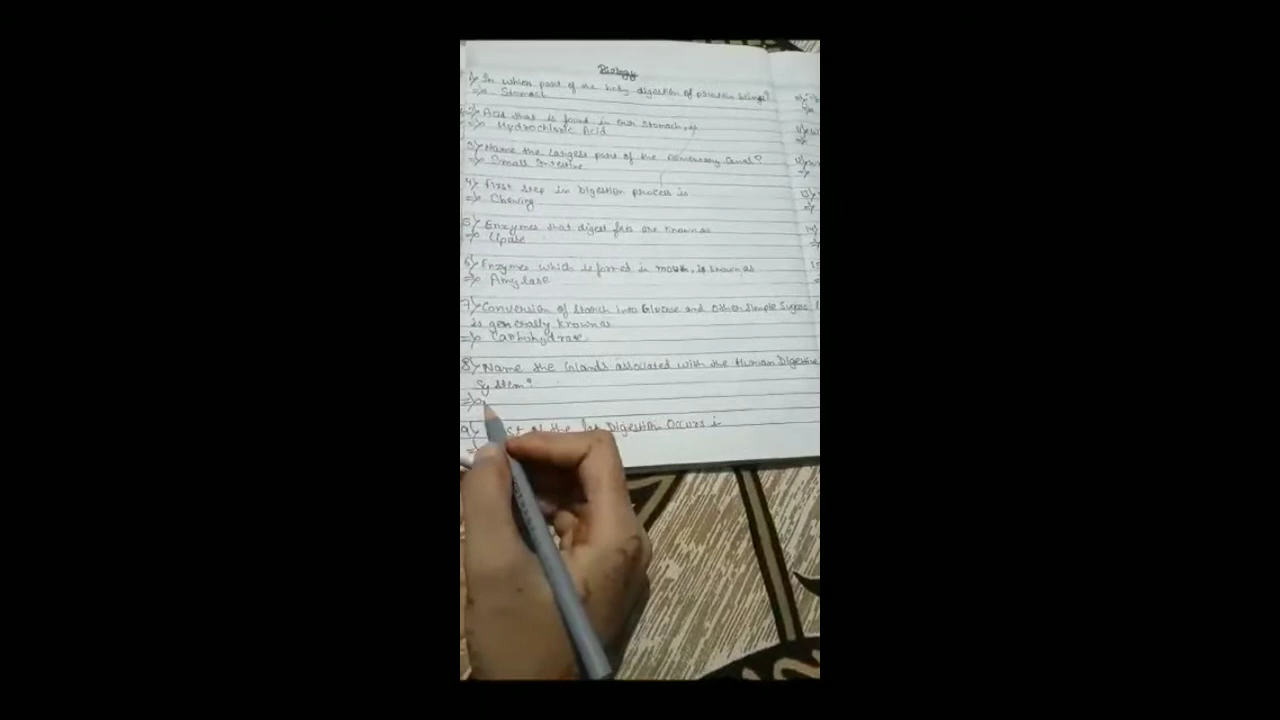 Biology
1) In which part of the body digestion of protein brings?
=> Stomach
2) Acid that is found in our stomach, is
=> Hydrochloric Acid
3) Name the largest part of the Alimentary Canal?
=> Small Intestine
4) First step in Digestion process is
=> Chewing
5) Enzymes that digest fats are known as
=> Lipase
6) Enzymes which is formed in mouth, is known as
=> Amylase
7) Conversion of starch into Glucose and other simple Sugars
is generally known as
=> Carbohydrase
8) Name the Glands associated with the Human Digestive
System?
=>
9) of the Digestion Occurs i
=>